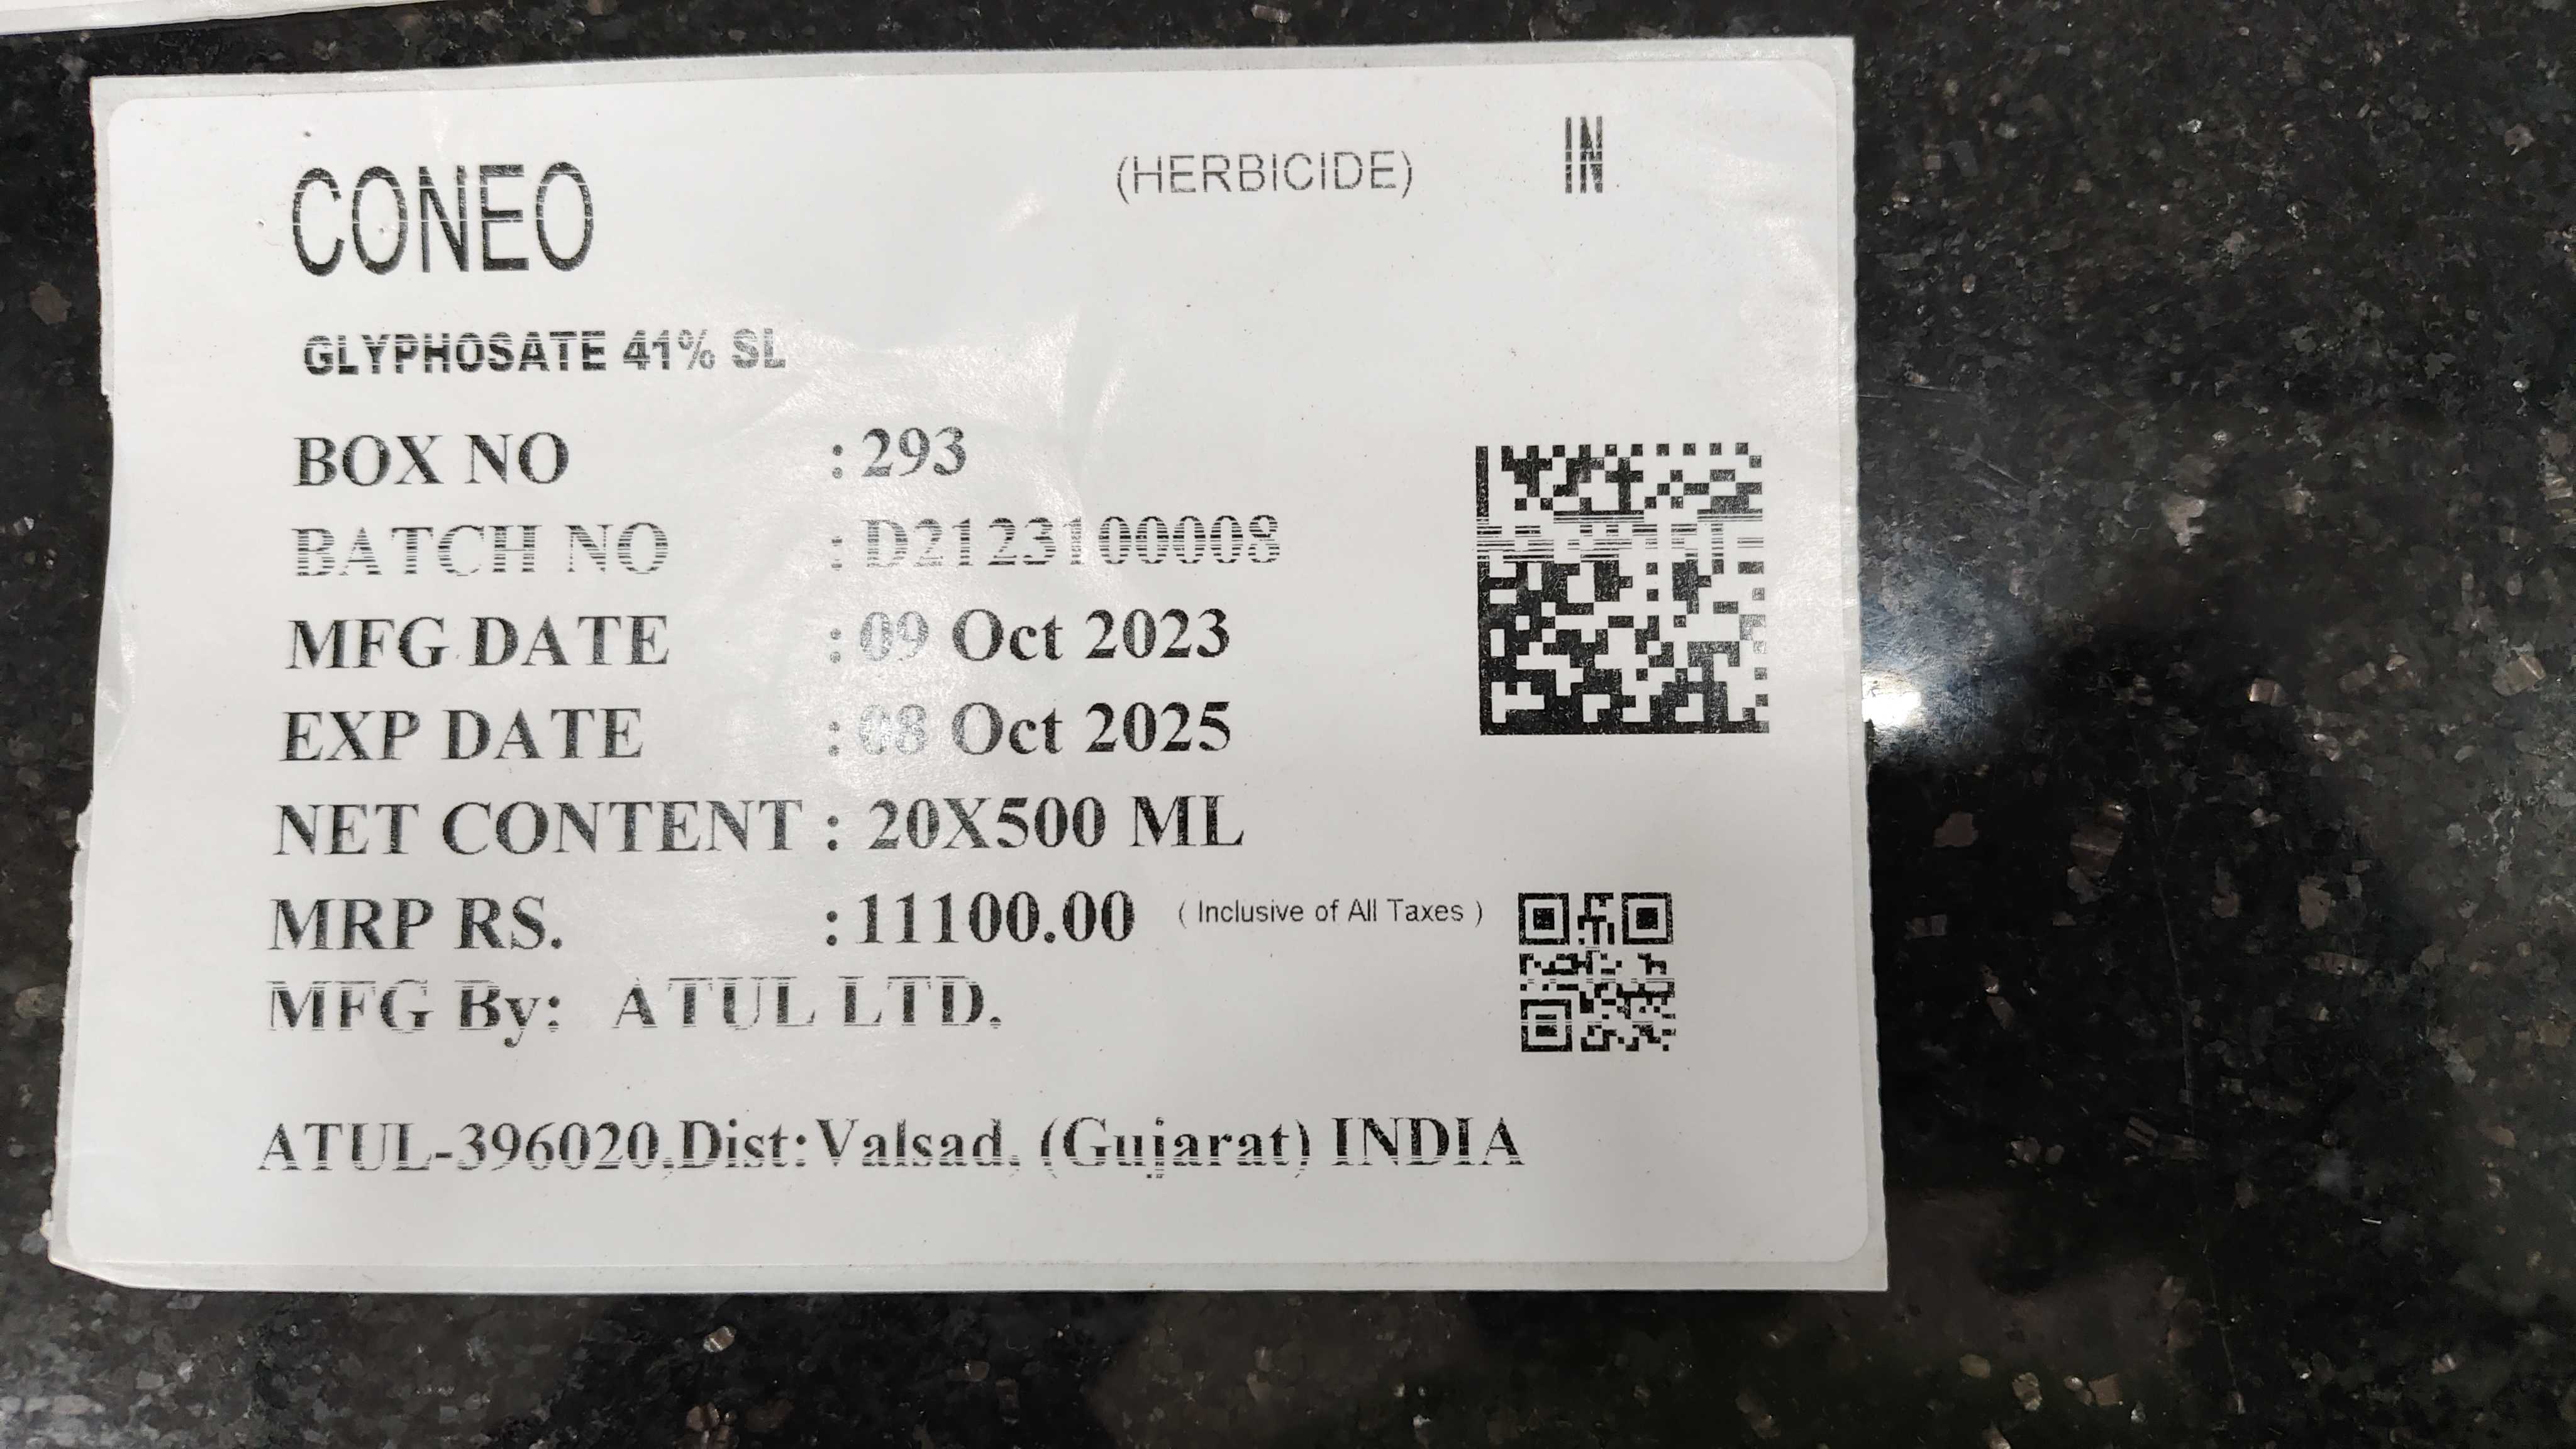 CONEO (HERBICIDE) IN
GLYPHOSATE 41% SL
BOX NO : 293
BATCH NO : D2123100008
MFG DATE : 09 Oct 2023
EXP DATE : 08 Oct 2025
NET CONTENT : 20X500 ML
MRP RS. : 11100.00 ( Inclusive of All Taxes )
MFG By: ATUL LTD.
ATUL-396020,Dist:Valsad, (Gujarat) INDIA